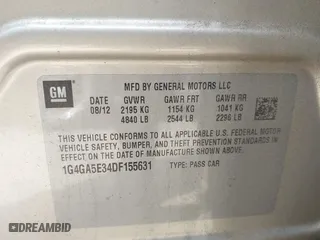 GM
MFD BY GENERAL MOTORS LLC
DATE GVWR GAWR FRT GAWR RR
08/12 2195 KG 1154 KG 1041 KG
4840 LB 2544 LB 2296 LB
THIS VEHICLE CONFORMS TO ALL APPLICABLE U.S. FEDERAL MOTOR
VEHICLE SAFETY, BUMPER, AND THEFT PREVENTION STANDARDS
IN EFFECT ON THE DATE OF MANUFACTURE SHOWN ABOVE.
1G4GA5E34DF155631 TYPE: PASS CAR
DREAMBID